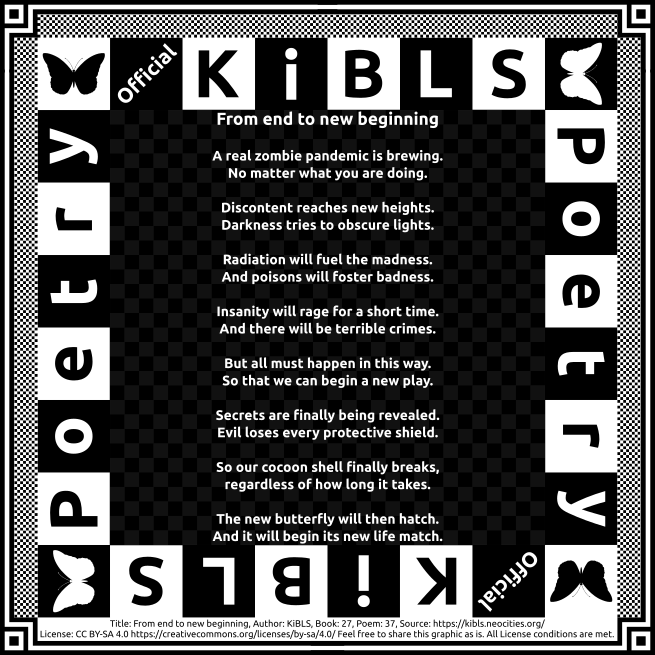 Official KiBLS
Poetry
Poetry
From end to new beginning
A real zombie pandemic is brewing.
No matter what you are doing.
Discontent reaches new heights.
Darkness tries to obscure lights.
Radiation will fuel the madness.
And poisons will foster badness.
Insanity will rage for a short time.
And there will be terrible crimes.
But all must happen in this way.
So that we can begin a new play.
Secrets are finally being revealed.
Evil loses every protective shield.
So our cocoon shell finally breaks,
regardless of how long it takes.
The new butterfly will then hatch.
And it will begin its new life match.
Official KiBLS
Title: From end to new beginning, Author: KiBLS, Book: 27, Poem: 37, Source: https://kibls.neocities.org/
License: CC BY-SA 4.0 https://creativecommons.org/licenses/by-sa/4.0/ Feel free to share this graphic as is. All License conditions are met.